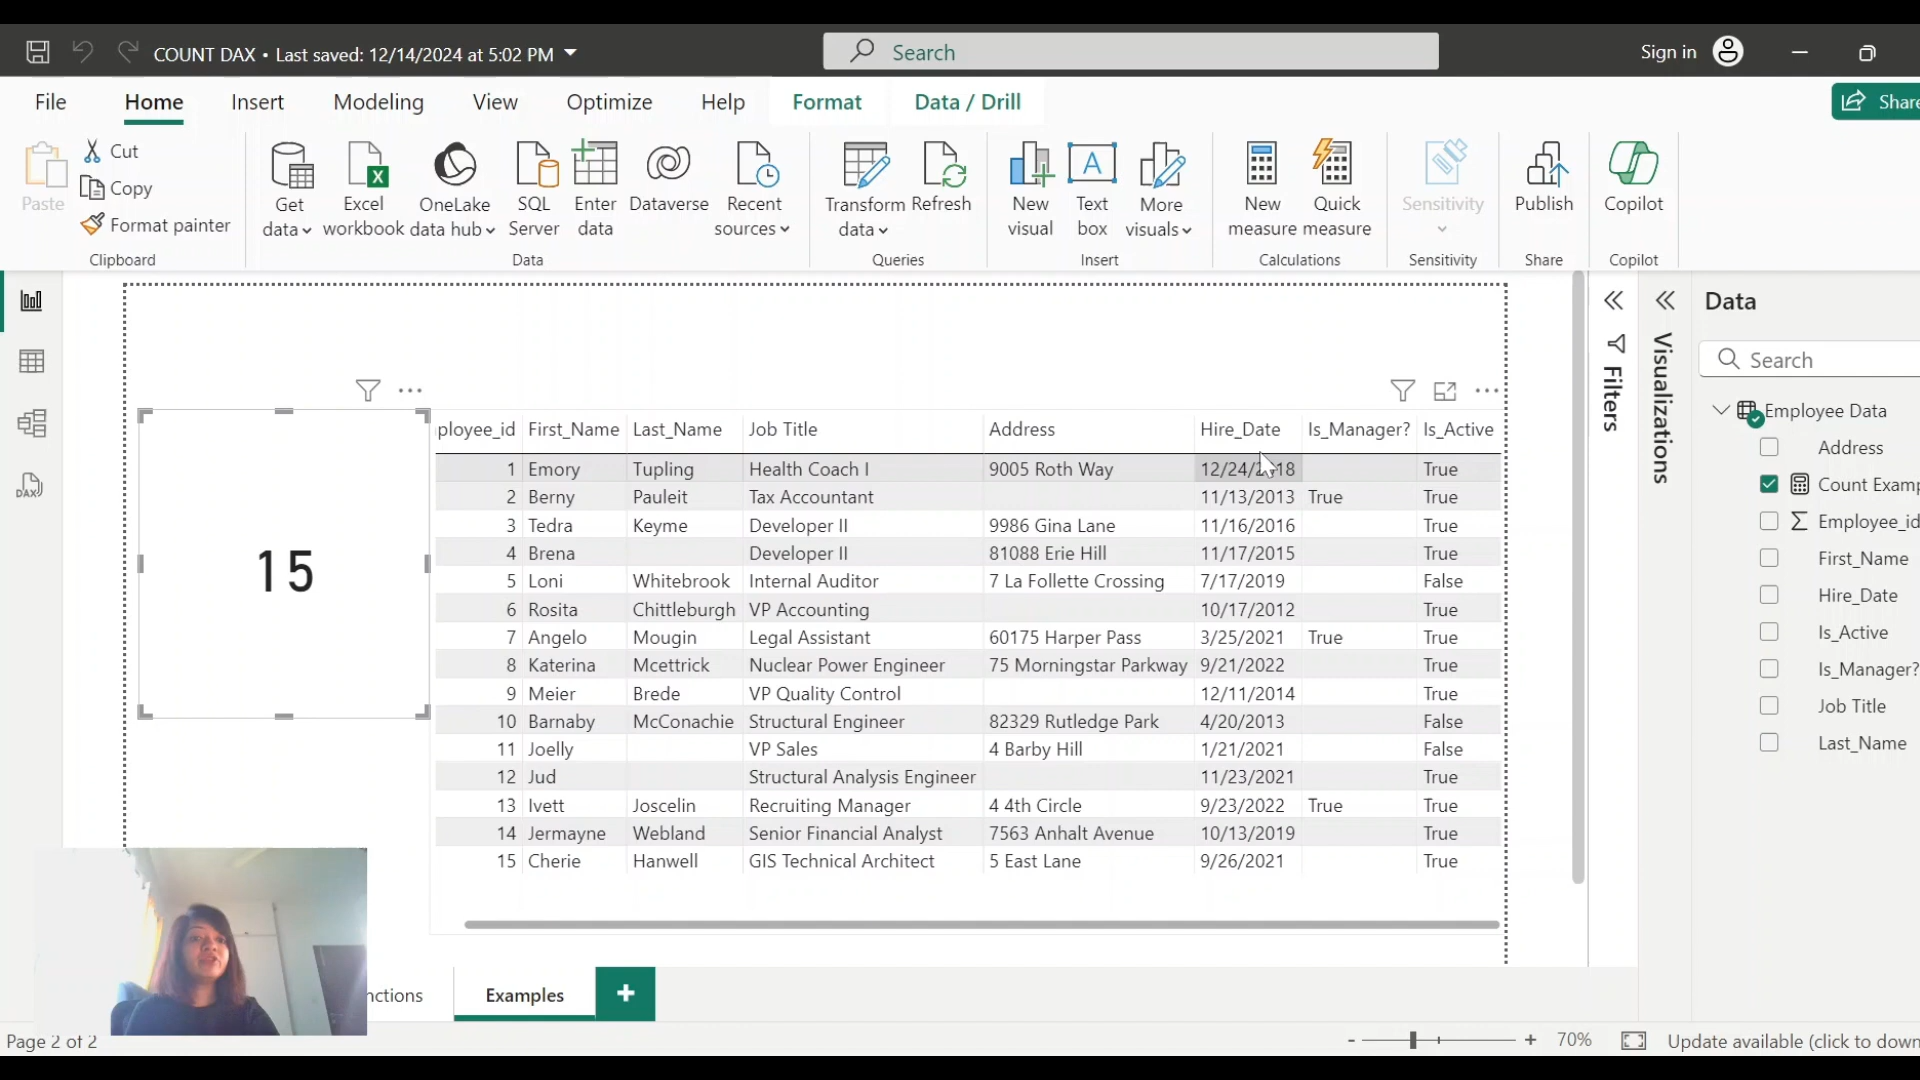 COUNT DAX • Last saved: 12/14/2024 at 5:02 PM
Search
Sign in
File Home Insert Modeling View Optimize Help Format Data / Drill
Share
Paste
Cut
Copy
Format painter
Clipboard
Get data
Excel workbook
OneLake data hub
SQL Server
Enter data
Dataverse
Recent sources
Data
Transform data
Refresh
Queries
New visual
Text box
More visuals
Insert
New measure
Quick measure
Calculations
Sensitivity
Sensitivity
Publish
Share
Copilot
Copilot
DAX
15
ployee_id First_Name Last_Name Job Title Address Hire_Date Is_Manager? Is_Active
1 Emory Tupling Health Coach I 9005 Roth Way 12/24/2018 True
2 Berny Pauleit Tax Accountant 11/13/2013 True True
3 Tedra Keyme Developer II 9986 Gina Lane 11/16/2016 True
4 Brena Developer II 81088 Erie Hill 11/17/2015 True
5 Loni Whitebrook Internal Auditor 7 La Follette Crossing 7/17/2019 False
6 Rosita Chittleburgh VP Accounting 10/17/2012 True
7 Angelo Mougin Legal Assistant 60175 Harper Pass 3/25/2021 True True
8 Katerina Mcettrick Nuclear Power Engineer 75 Morningstar Parkway 9/21/2022 True
9 Meier Brede VP Quality Control 12/11/2014 True
10 Barnaby McConachie Structural Engineer 82329 Rutledge Park 4/20/2013 False
11 Joelly VP Sales 4 Barby Hill 1/21/2021 False
12 Jud Structural Analysis Engineer 11/23/2021 True
13 Ivett Joscelin Recruiting Manager 4 4th Circle 9/23/2022 True True
14 Jermayne Webland Senior Financial Analyst 7563 Anhalt Avenue 10/13/2019 True
15 Cherie Hanwell GIS Technical Architect 5 East Lane 9/26/2021 True
Filters
Visualizations
Data
Search
Employee Data
Address
Count Examp
Employee_id
First_Name
Hire_Date
Is_Active
Is_Manager?
Job Title
Last_Name
nctions
Examples
+
Page 2 of 2
- + 70%
Update available (click to down